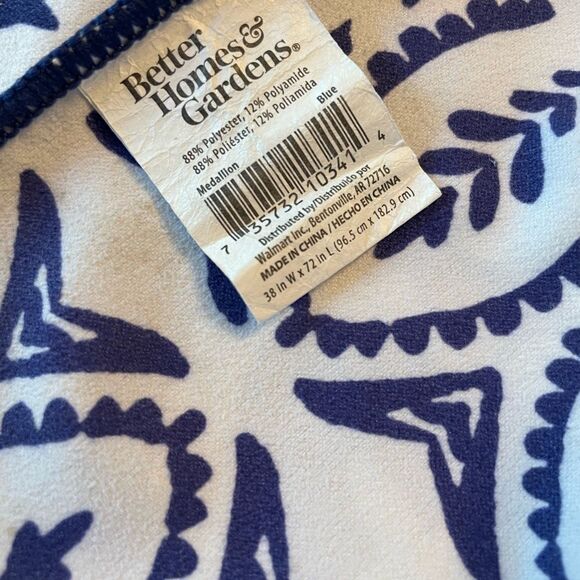 Better
Homes&
Gardens®
88% Polyester, 12% Polyamide
88% Poliéster, 12% Poliamida
Medallion Blue
7 35732 10341 4
Distributed by/Distribuido por
Walmart Inc., Bentonville, AR 72716
MADE IN CHINA / HECHO EN CHINA
38 in W x 72 in L (96.5 cm x 182.9 cm)